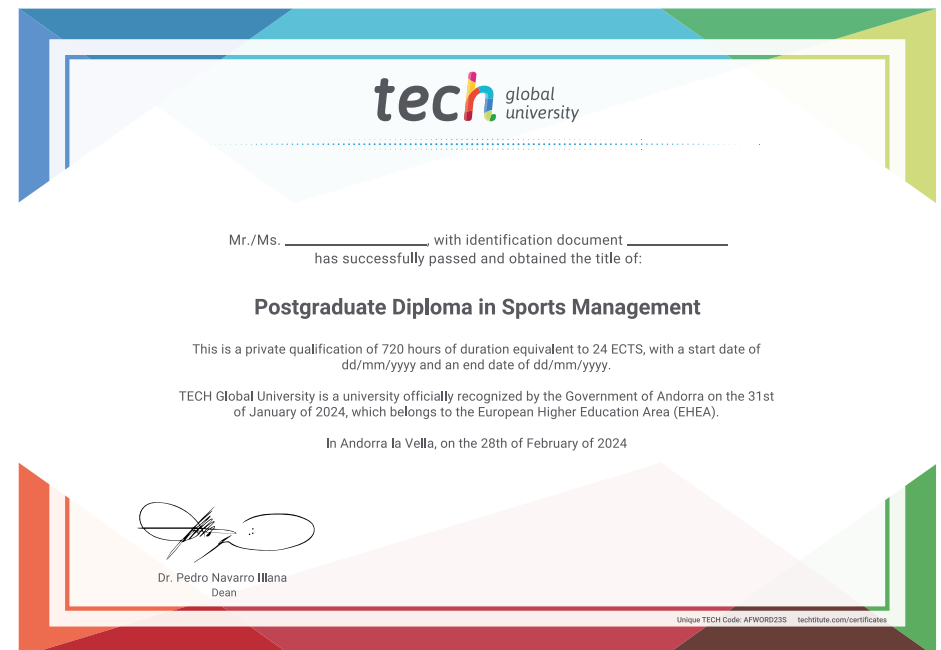 tech global university
Mr./Ms. ____________, with identification document ____________
has successfully passed and obtained the title of:
Postgraduate Diploma in Sports Management
This is a private qualification of 720 hours of duration equivalent to 24 ECTS, with a start date of
dd/mm/yyyy and an end date of dd/mm/yyyy.
TECH Global University is a university officially recognized by the Government of Andorra on the 31st
of January of 2024, which belongs to the European Higher Education Area (EHEA).
In Andorra la Vella, on the 28th of February of 2024
Dr. Pedro Navarro Illana
Dean
Unique TECH Code: AFWORD23S techtitute.com/certificates